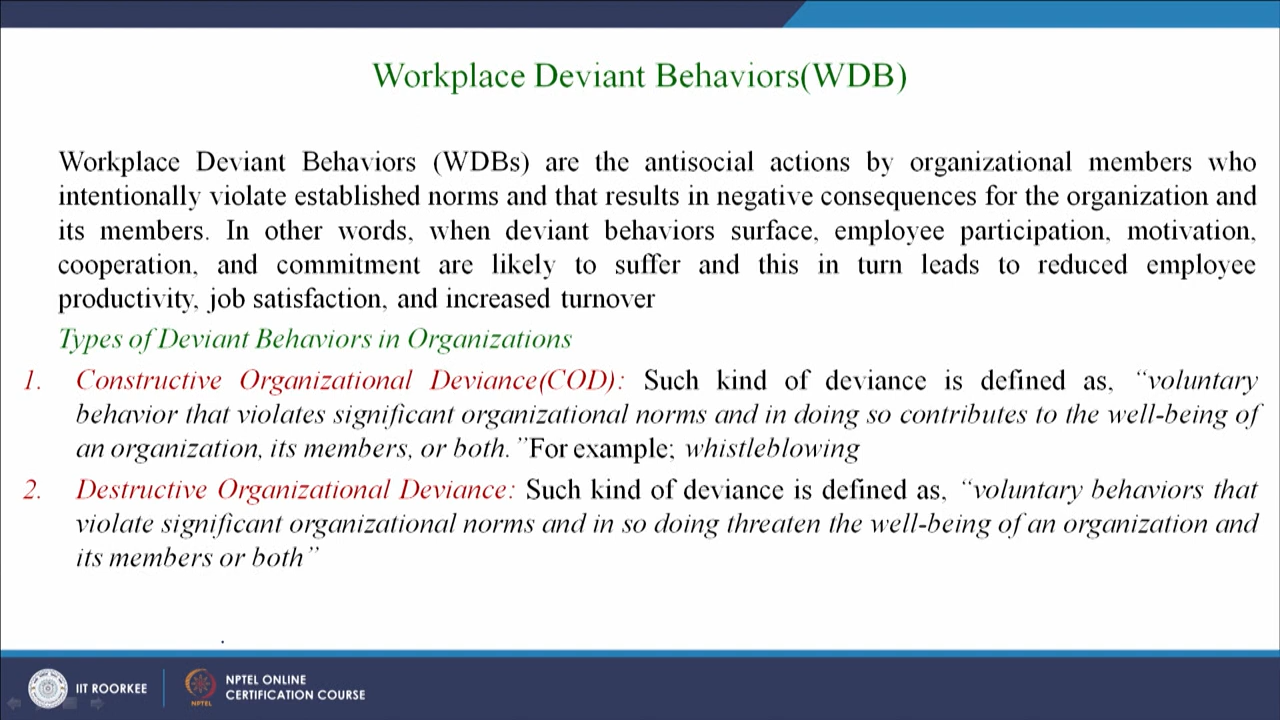 Workplace Deviant Behaviors(WDB)
Workplace Deviant Behaviors (WDBs) are the antisocial actions by organizational members who
intentionally violate established norms and that results in negative consequences for the organization and
its members. In other words, when deviant behaviors surface, employee participation, motivation,
cooperation, and commitment are likely to suffer and this in turn leads to reduced employee
productivity, job satisfaction, and increased turnover
Types of Deviant Behaviors in Organizations
1. Constructive Organizational Deviance(COD): Such kind of deviance is defined as, “voluntary
behavior that violates significant organizational norms and in doing so contributes to the well-being of
an organization, its members, or both.”For example; whistleblowing
2. Destructive Organizational Deviance: Such kind of deviance is defined as, “voluntary behaviors that
violate significant organizational norms and in so doing threaten the well-being of an organization and
its members or both”
.
IIT ROORKEE
NPTEL ONLINE
CERTIFICATION COURSE
NPTEL